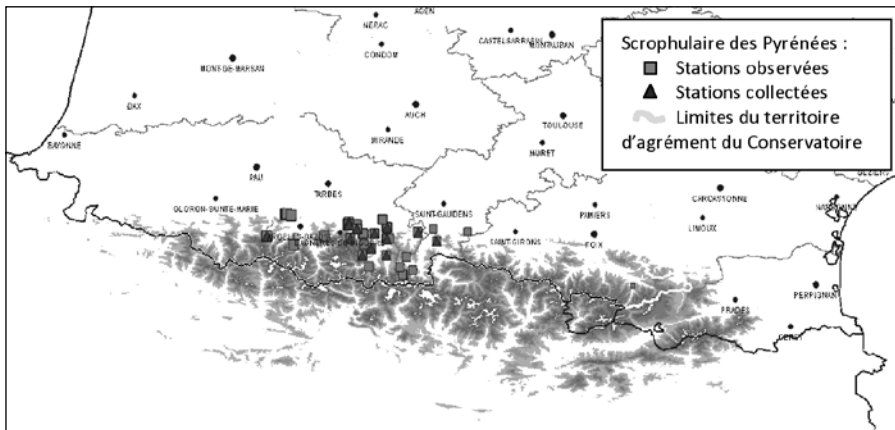 AGEN
NERAC
CONDOM
CASTELSARRASIN
MONTAUBAN
MONT-DE-MARSAN
DAX
AUCH
MIRANDE
TOULOUSE
MURET
BAYONNE
PAU
TARBES
OLORON-SAINTE-MARIE
SAINT-GAUDENS
SAINT-GIRONS
PAMIERS
FOIX
CARCASSONNE
LIMOUX
PRADES
PERPIGNAN
CERET
Scrophulaire des Pyrénées :
Stations observées
Stations collectées
Limites du territoire
d'agrément du Conservatoire